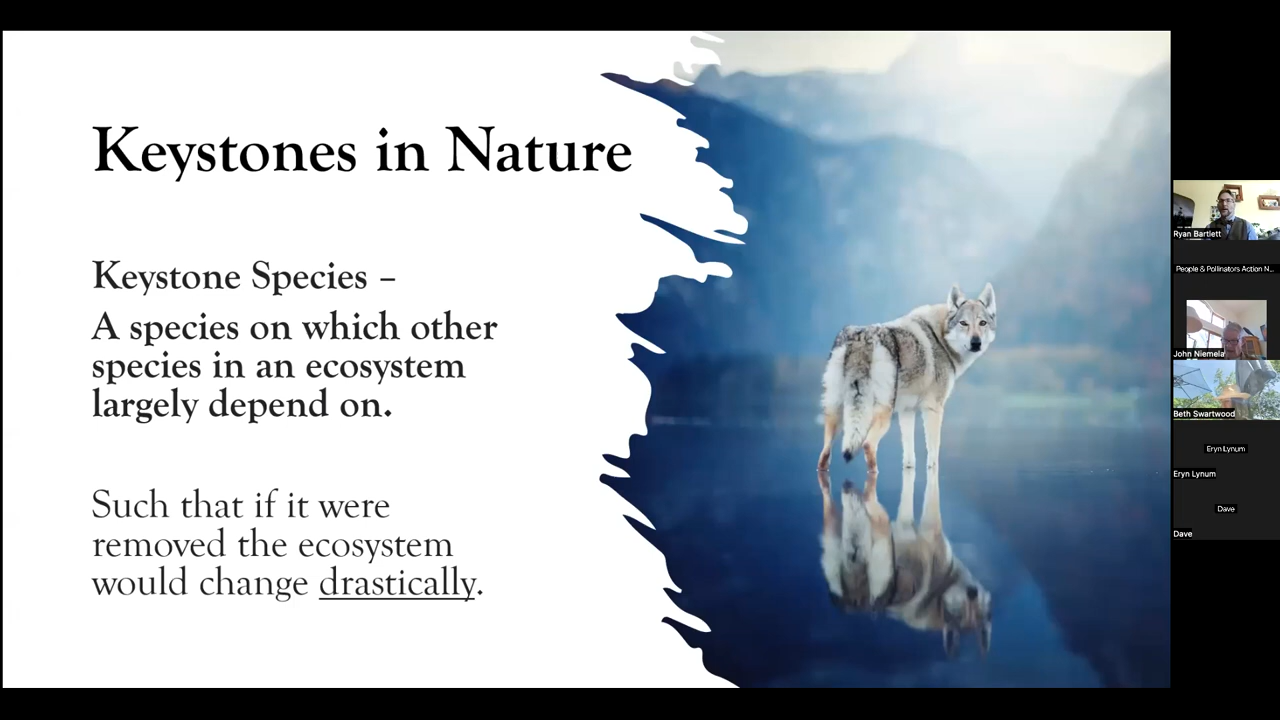 Keystones in Nature
Keystone Species –
A species on which other
species in an ecosystem
largely depend on.
Such that if it were
removed the ecosystem
would change drastically.
Ryan Bartlett
People & Pollinators Action N...
John Niemela
Beth Swartwood
Eryn Lynum
Eryn Lynum
Dave
Dave